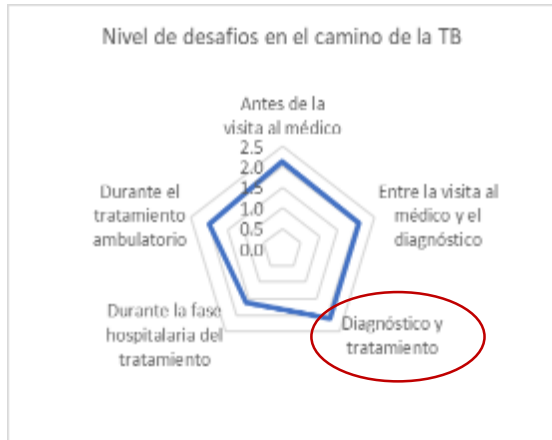 Nivel de desafios en el camino de la TB
Antes de la
visita al médico
2.5
2.0
1.5
1.0
0.5
0.0
Entre la visita al
médico y el
diagnóstico
Diagnóstico y
tratamiento
Durante la fase
hospitalaria del
tratamiento
Durante el
tratamiento
ambulatorio